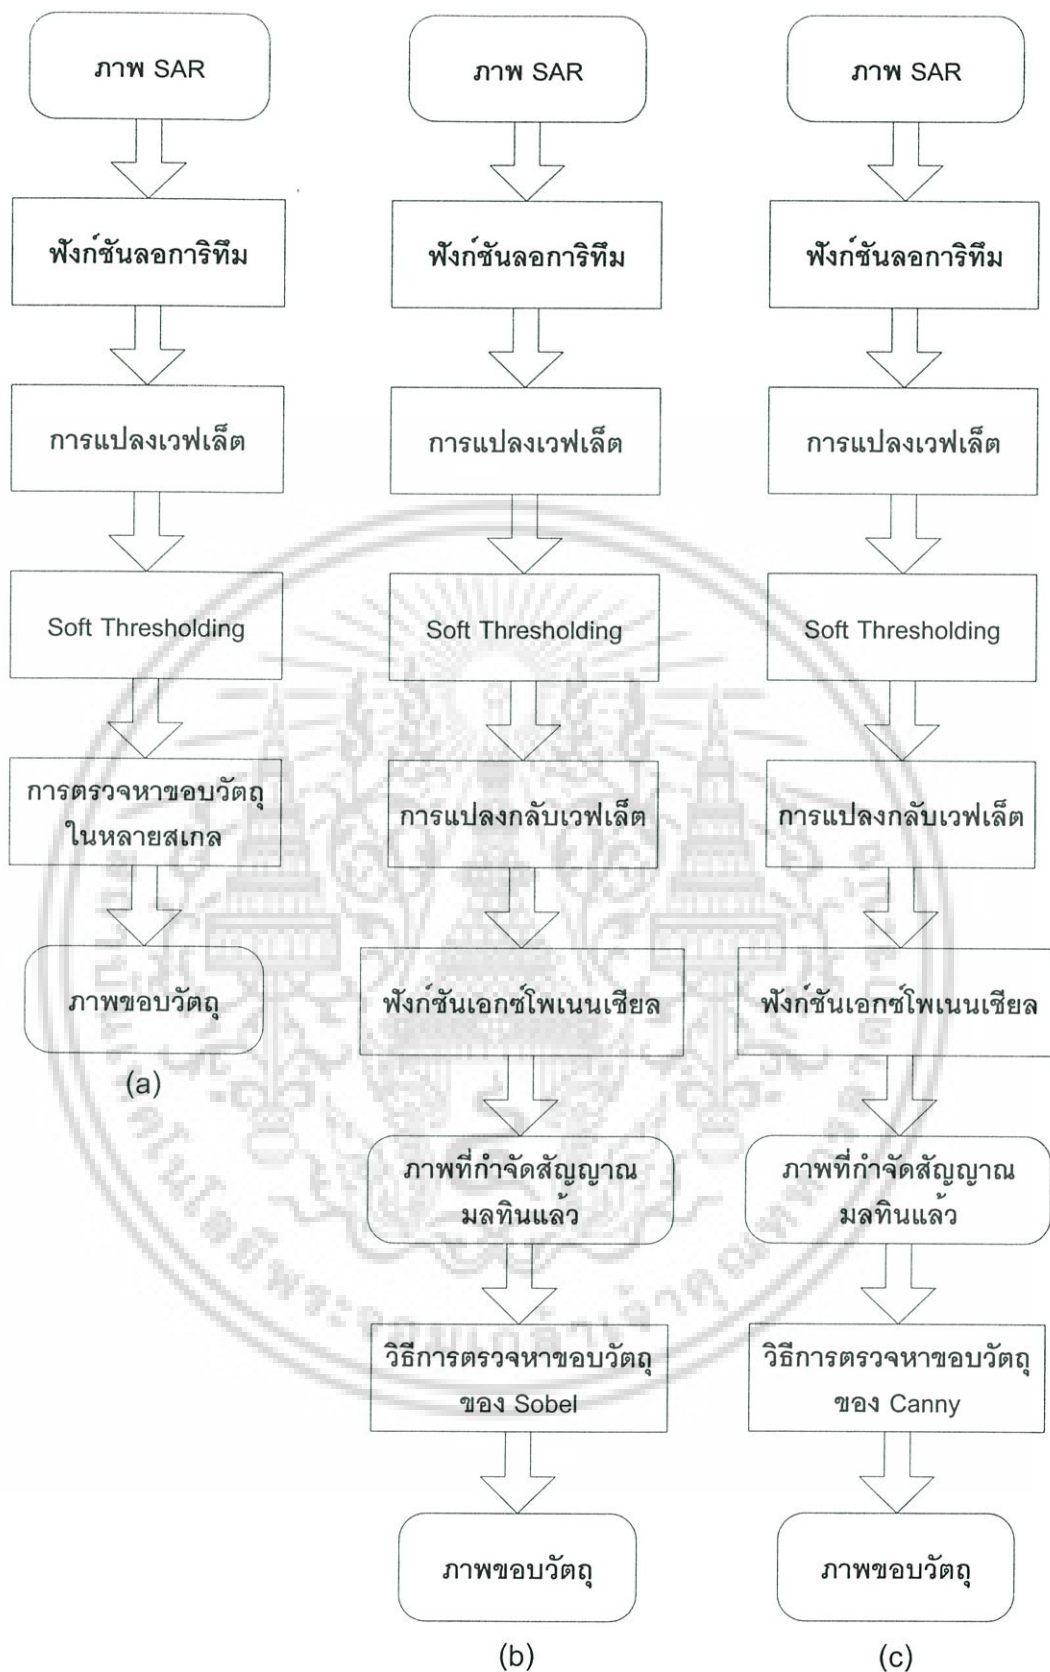 ภาพ SAR
ฟังก์ชันลอการิทึม
การแปลงเวฟเล็ต
Soft Thresholding
การตรวจหาขอบวัตถุ
ในหลายสเกล
ภาพขอบวัตถุ
(a)
ภาพ SAR
ฟังก์ชันลอการิทึม
การแปลงเวฟเล็ต
Soft Thresholding
การแปลงกลับเวฟเล็ต
ฟังก์ชันเอกซ์โพเนนเชียล
ภาพที่กำจัดสัญญาณ
มลทินแล้ว
วิธีการตรวจหาขอบวัตถุ
ของ Sobel
ภาพขอบวัตถุ
(b)
ภาพ SAR
ฟังก์ชันลอการิทึม
การแปลงเวฟเล็ต
Soft Thresholding
การแปลงกลับเวฟเล็ต
ฟังก์ชันเอกซ์โพเนนเชียล
ภาพที่กำจัดสัญญาณ
มลทินแล้ว
วิธีการตรวจหาขอบวัตถุ
ของ Canny
ภาพขอบวัตถุ
(c)